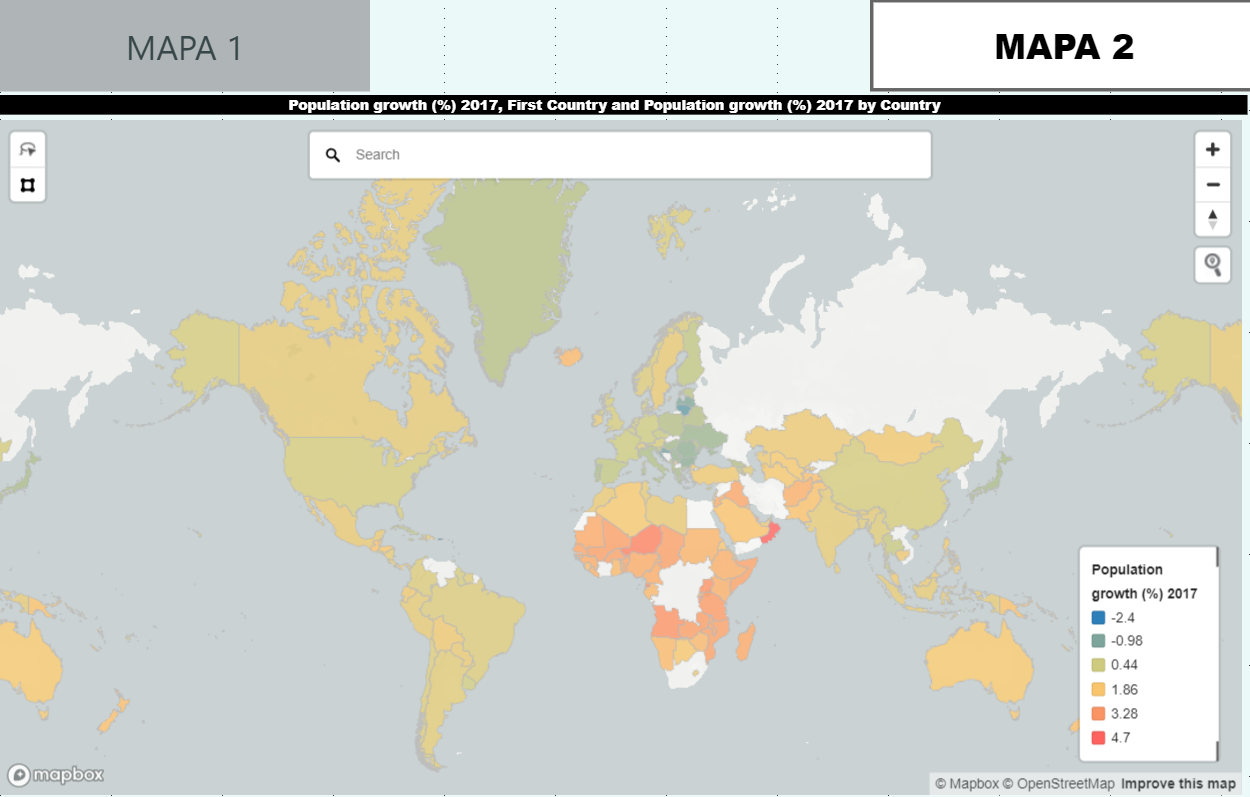 MAPA 1
MAPA 2
Population growth (%) 2017, First Country and Population growth (%) 2017 by Country
Search
Population
growth (%) 2017
-2.4
-0.98
0.44
1.86
3.28
4.7
mapbox
© Mapbox © OpenStreetMap Improve this map